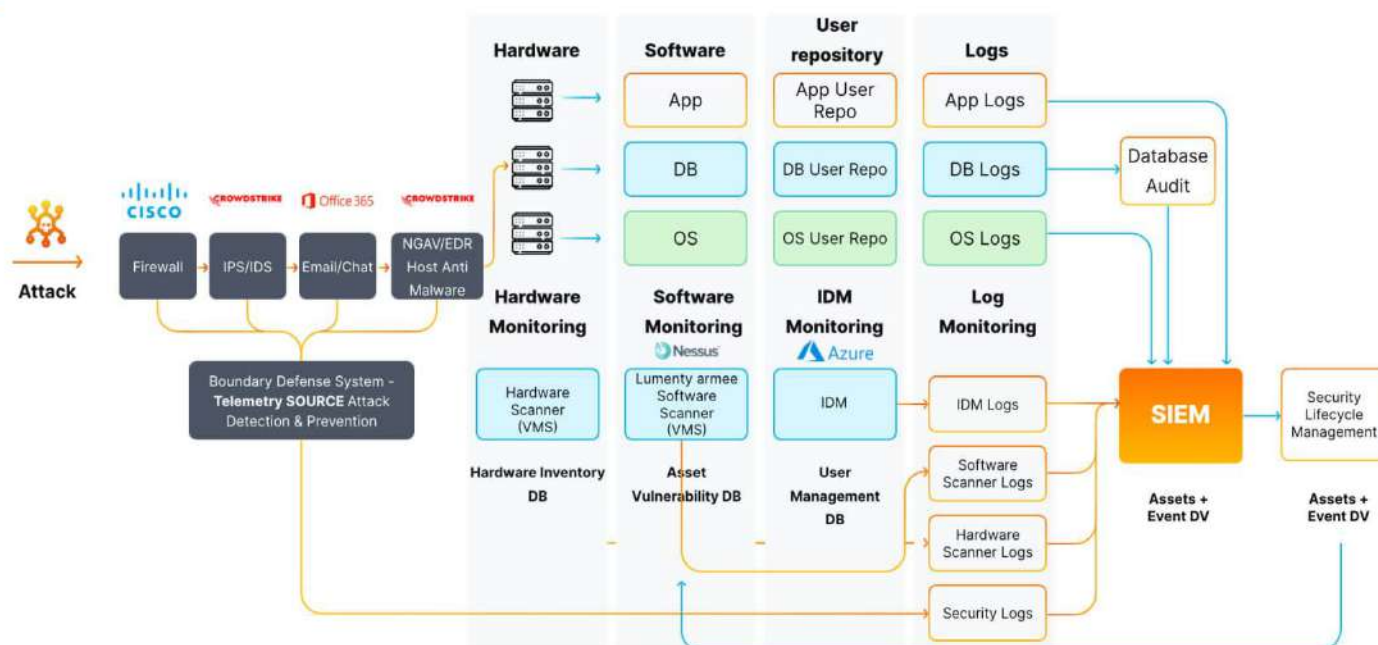 Hardware
Software
User
repository
Logs
App
App User
Repo
App Logs
DB
DB User Repo
DB Logs
Database
Audit
CISCO
CROWDSTRIKE
Office 365
CROWDSTRIKE
OS
OS User Repo
OS Logs
Attack
Firewall
IPS/IDS
Email/Chat
NGAV/EDR
Host Anti
Malware
Hardware
Monitoring
Software
Monitoring
IDM
Monitoring
Log
Monitoring
Nessus
Azure
Boundary Defense System -
Telemetry SOURCE Attack
Detection & Prevention
Hardware
Scanner
(VMS)
Lumenty armee
Software
Scanner
(VMS)
IDM
IDM Logs
SIEM
Security
Lifecycle
Management
Hardware Inventory
DB
Asset
Vulnerability DB
User
Management
DB
Software
Scanner Logs
Assets +
Event DV
Assets +
Event DV
Hardware
Scanner Logs
Security Logs